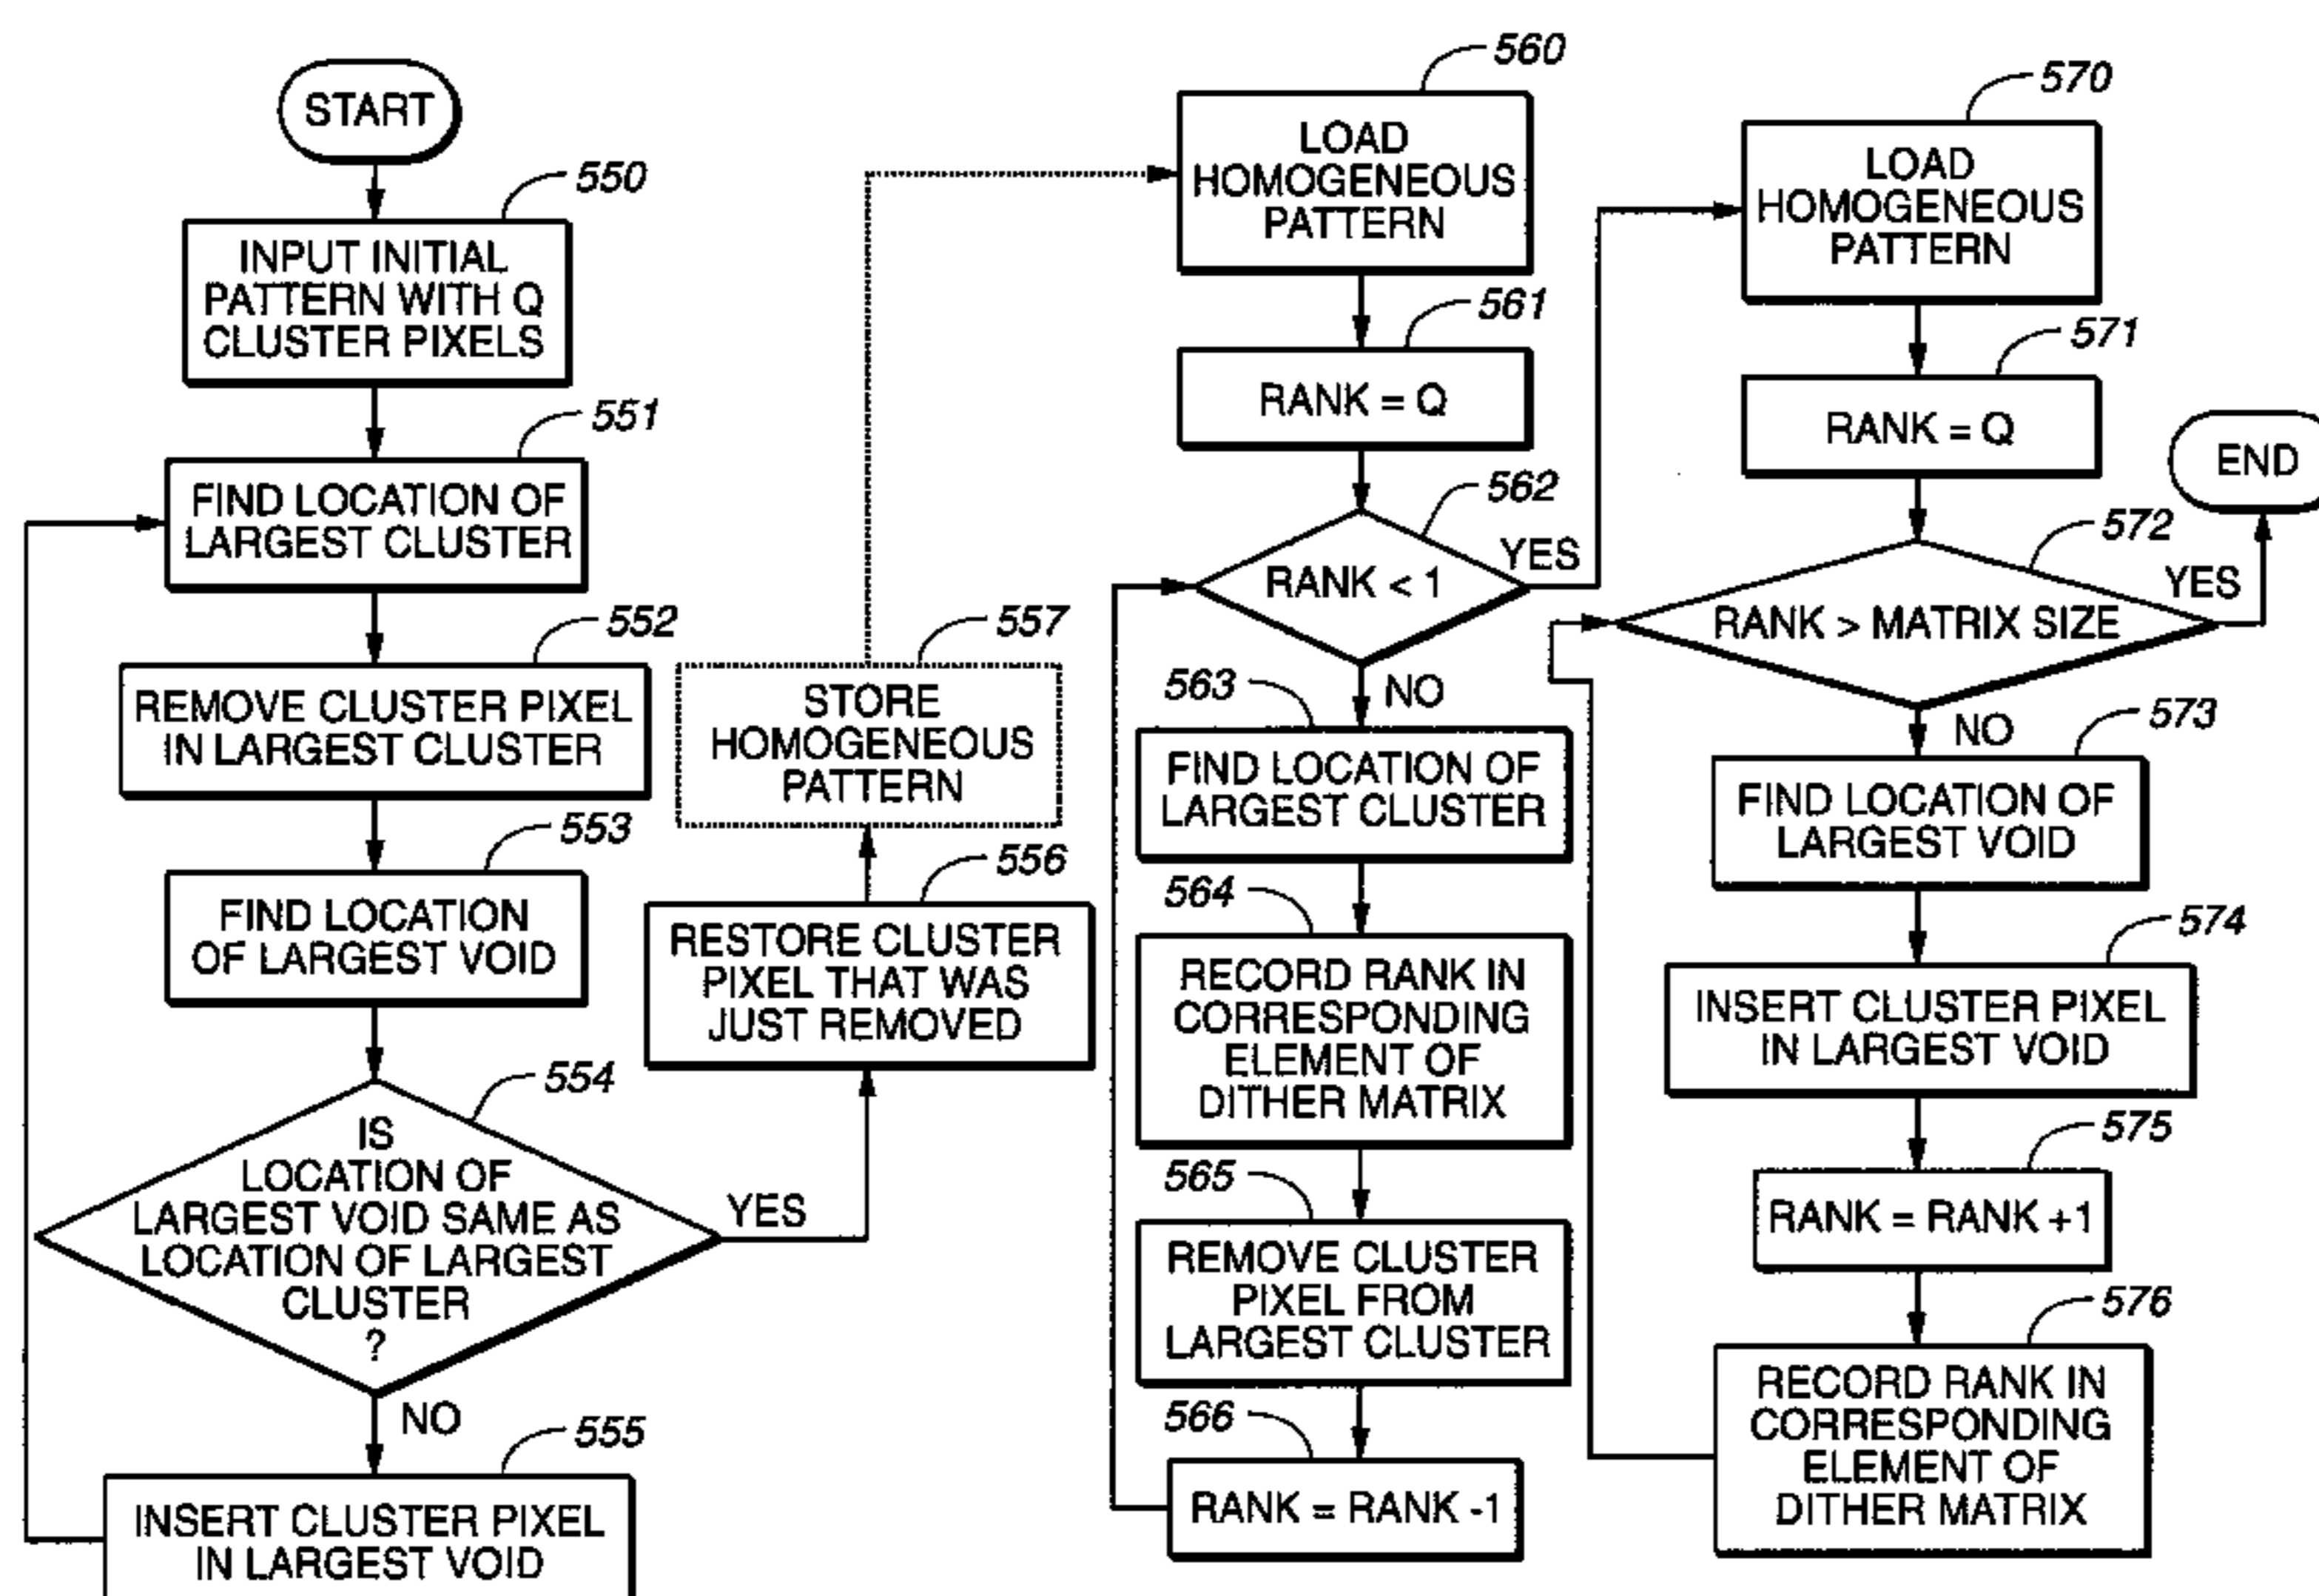 START
550
INPUT INITIAL
PATTERN WITH Q
CLUSTER PIXELS
551
FIND LOCATION OF
LARGEST CLUSTER
552
REMOVE CLUSTER PIXEL
IN LARGEST CLUSTER
553
FIND LOCATION
OF LARGEST VOID
554
IS
LOCATION OF
LARGEST VOID SAME AS
LOCATION OF LARGEST
CLUSTER
?
YES
NO
555
INSERT CLUSTER PIXEL
IN LARGEST VOID
556
RESTORE CLUSTER
PIXEL THAT WAS
JUST REMOVED
557
STORE
HOMOGENEOUS
PATTERN
560
LOAD
HOMOGENEOUS
PATTERN
561
RANK = Q
562
RANK < 1
YES
NO
563
FIND LOCATION OF
LARGEST CLUSTER
564
RECORD RANK IN
CORRESPONDING
ELEMENT OF
DITHER MATRIX
565
REMOVE CLUSTER
PIXEL FROM
LARGEST CLUSTER
566
RANK = RANK -1
570
LOAD
HOMOGENEOUS
PATTERN
571
RANK = Q
572
RANK > MATRIX SIZE
YES
END
NO
573
FIND LOCATION OF
LARGEST VOID
574
INSERT CLUSTER PIXEL
IN LARGEST VOID
575
RANK = RANK +1
576
RECORD RANK IN
CORRESPONDING
ELEMENT OF
DITHER MATRIX